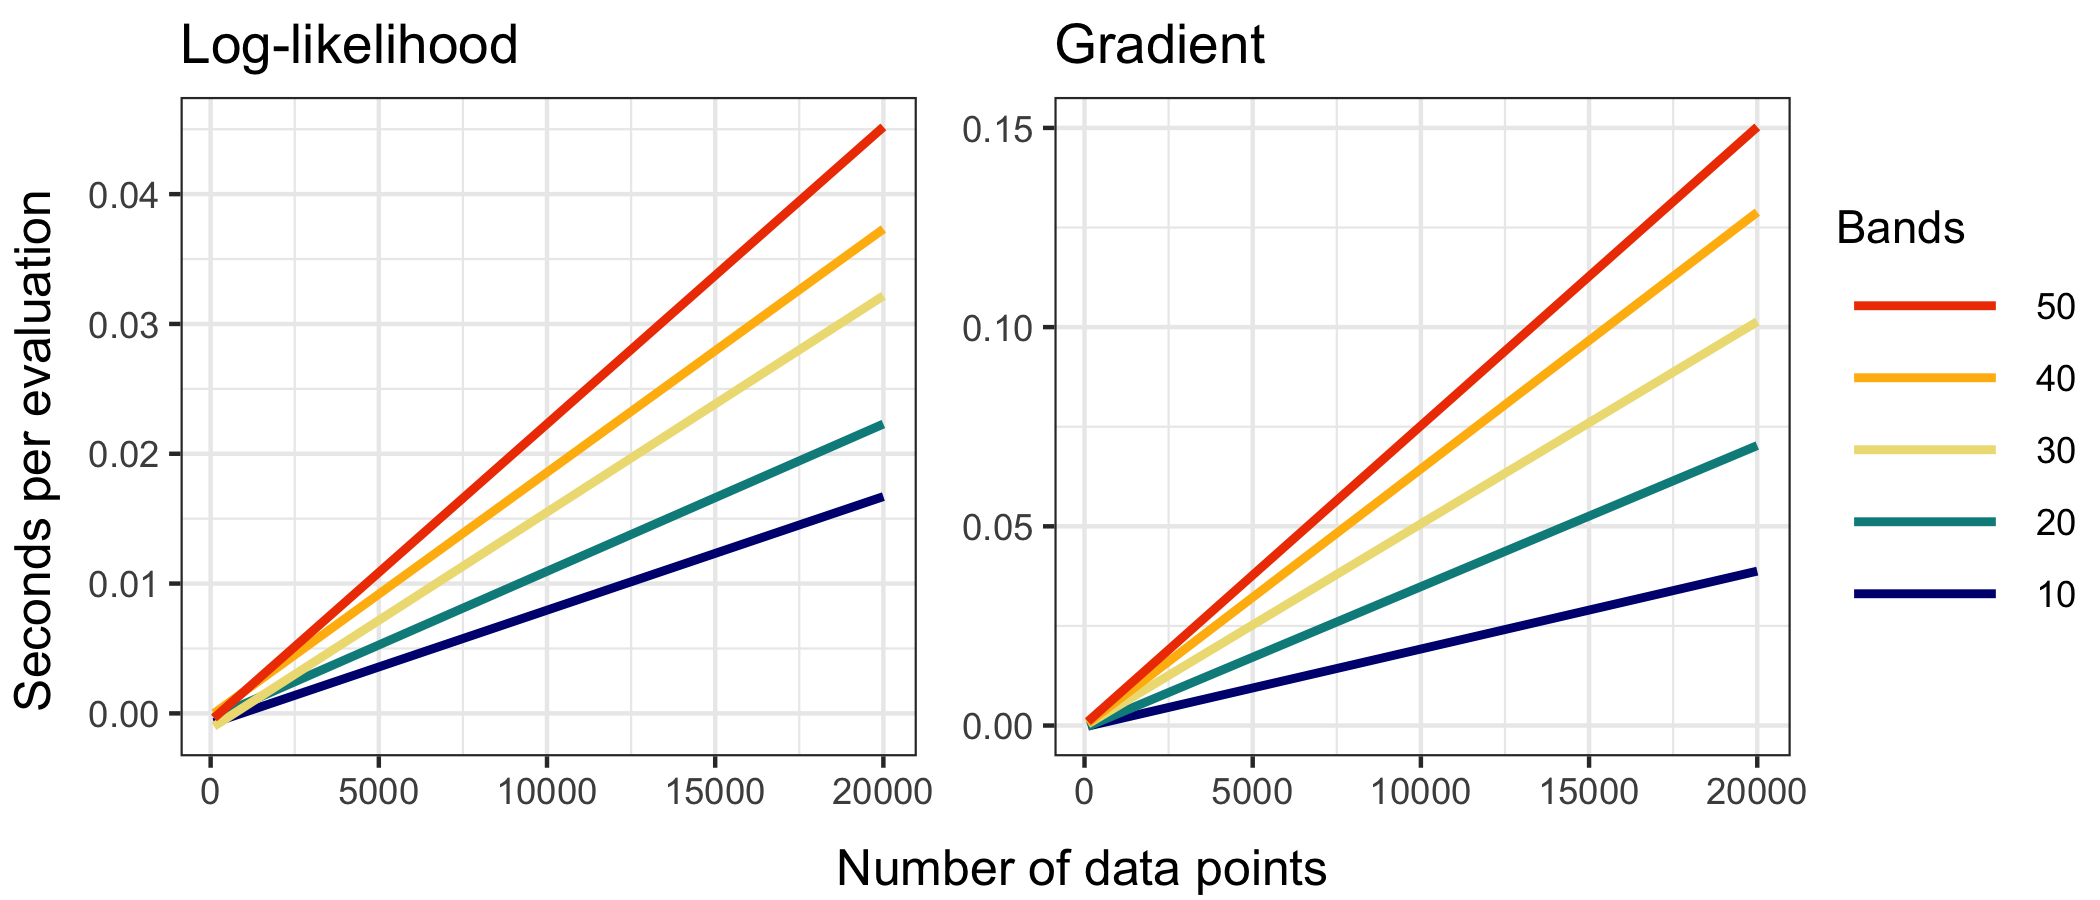 Log-likelihood
Gradient
Seconds per evaluation
0.04
0.03
0.02
0.01
0.00
0 5000 10000 15000 20000
0.15
0.10
0.05
0.00
0 5000 10000 15000 20000
Number of data points
Bands
50
40
30
20
10